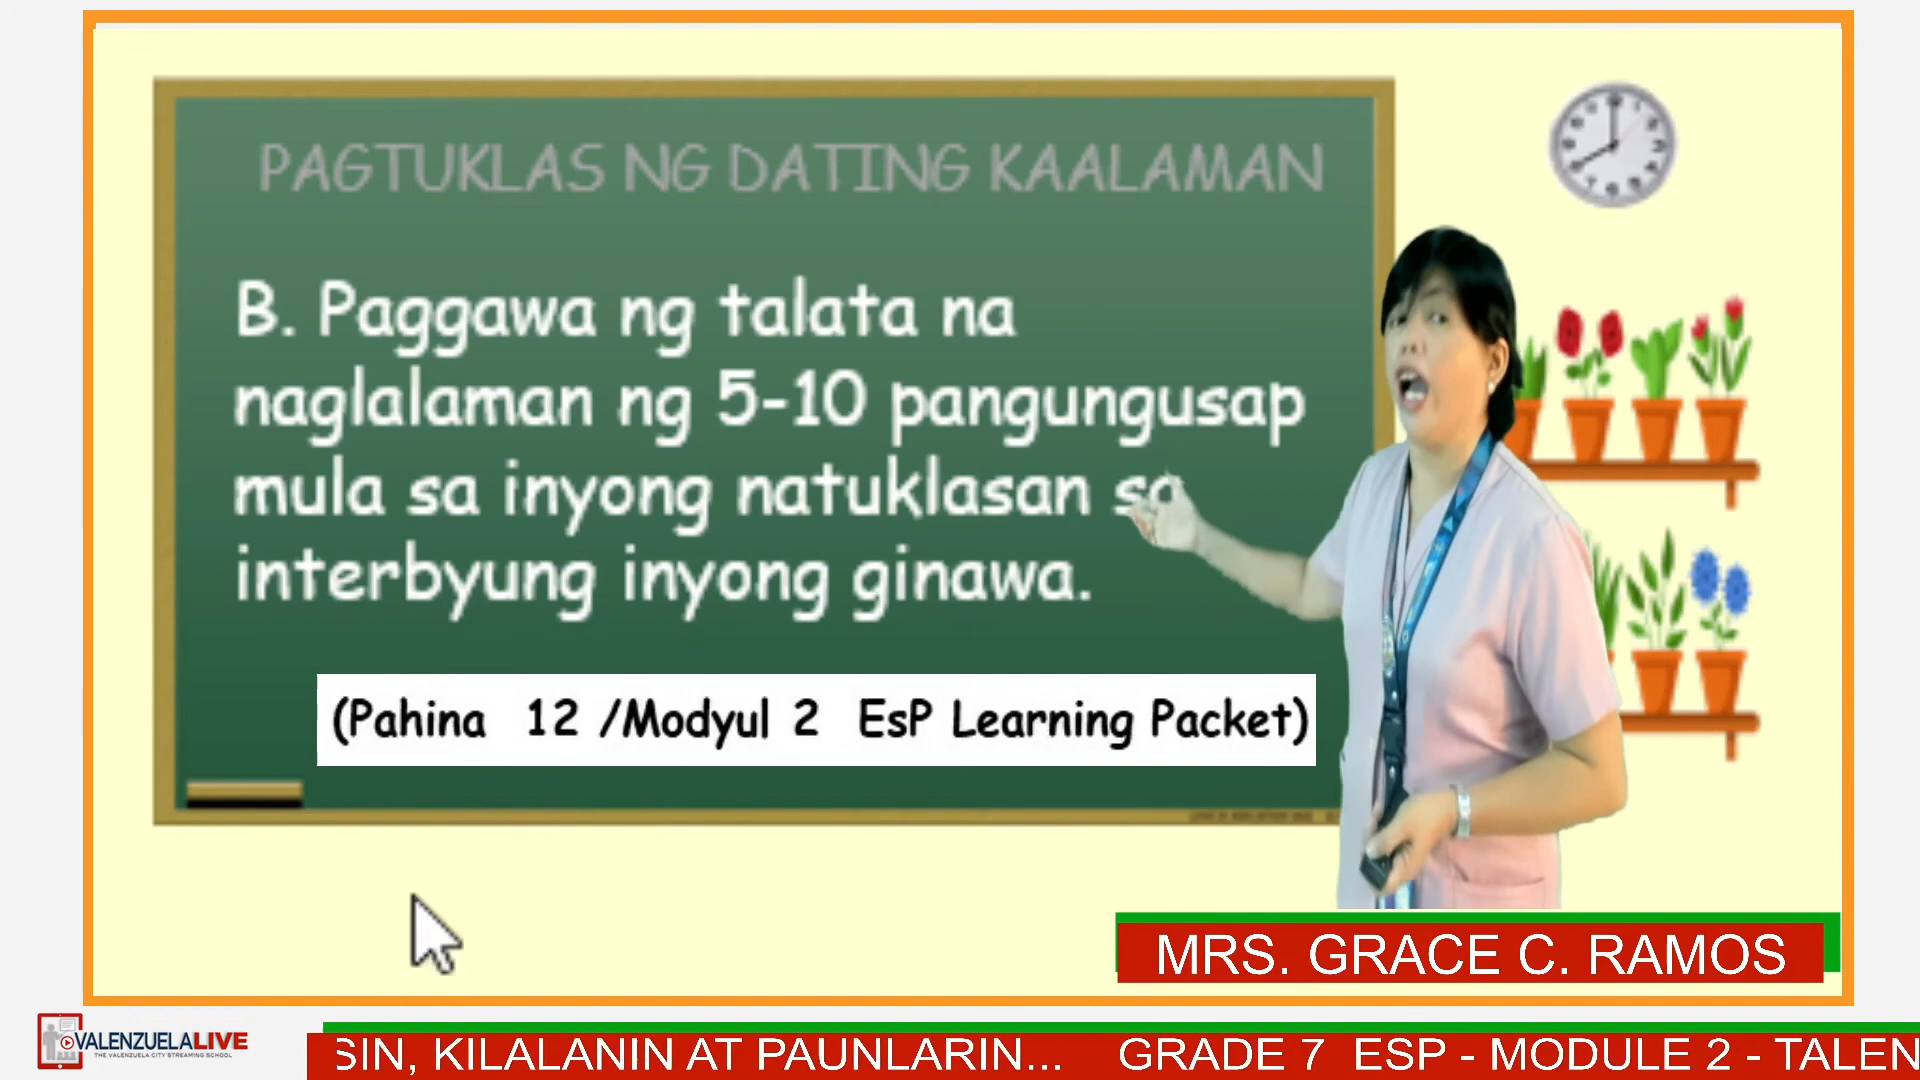 PAGTUKLAS NG DATING KAALAMAN
B. Paggawa ng talata na
naglalaman ng 5-10 pangungusap
mula sa inyong natuklasan sa
interbyung inyong ginawa.
(Pahina 12 /Modyul 2 EsP Learning Packet)
MRS. GRACE C. RAMOS
VALENZUELALIVE
THE VALENZUELA CITY STREAMING SCHOOL
SIN, KILALANIN AT PAUNLARIN... GRADE 7 ESP - MODULE 2 - TALEN